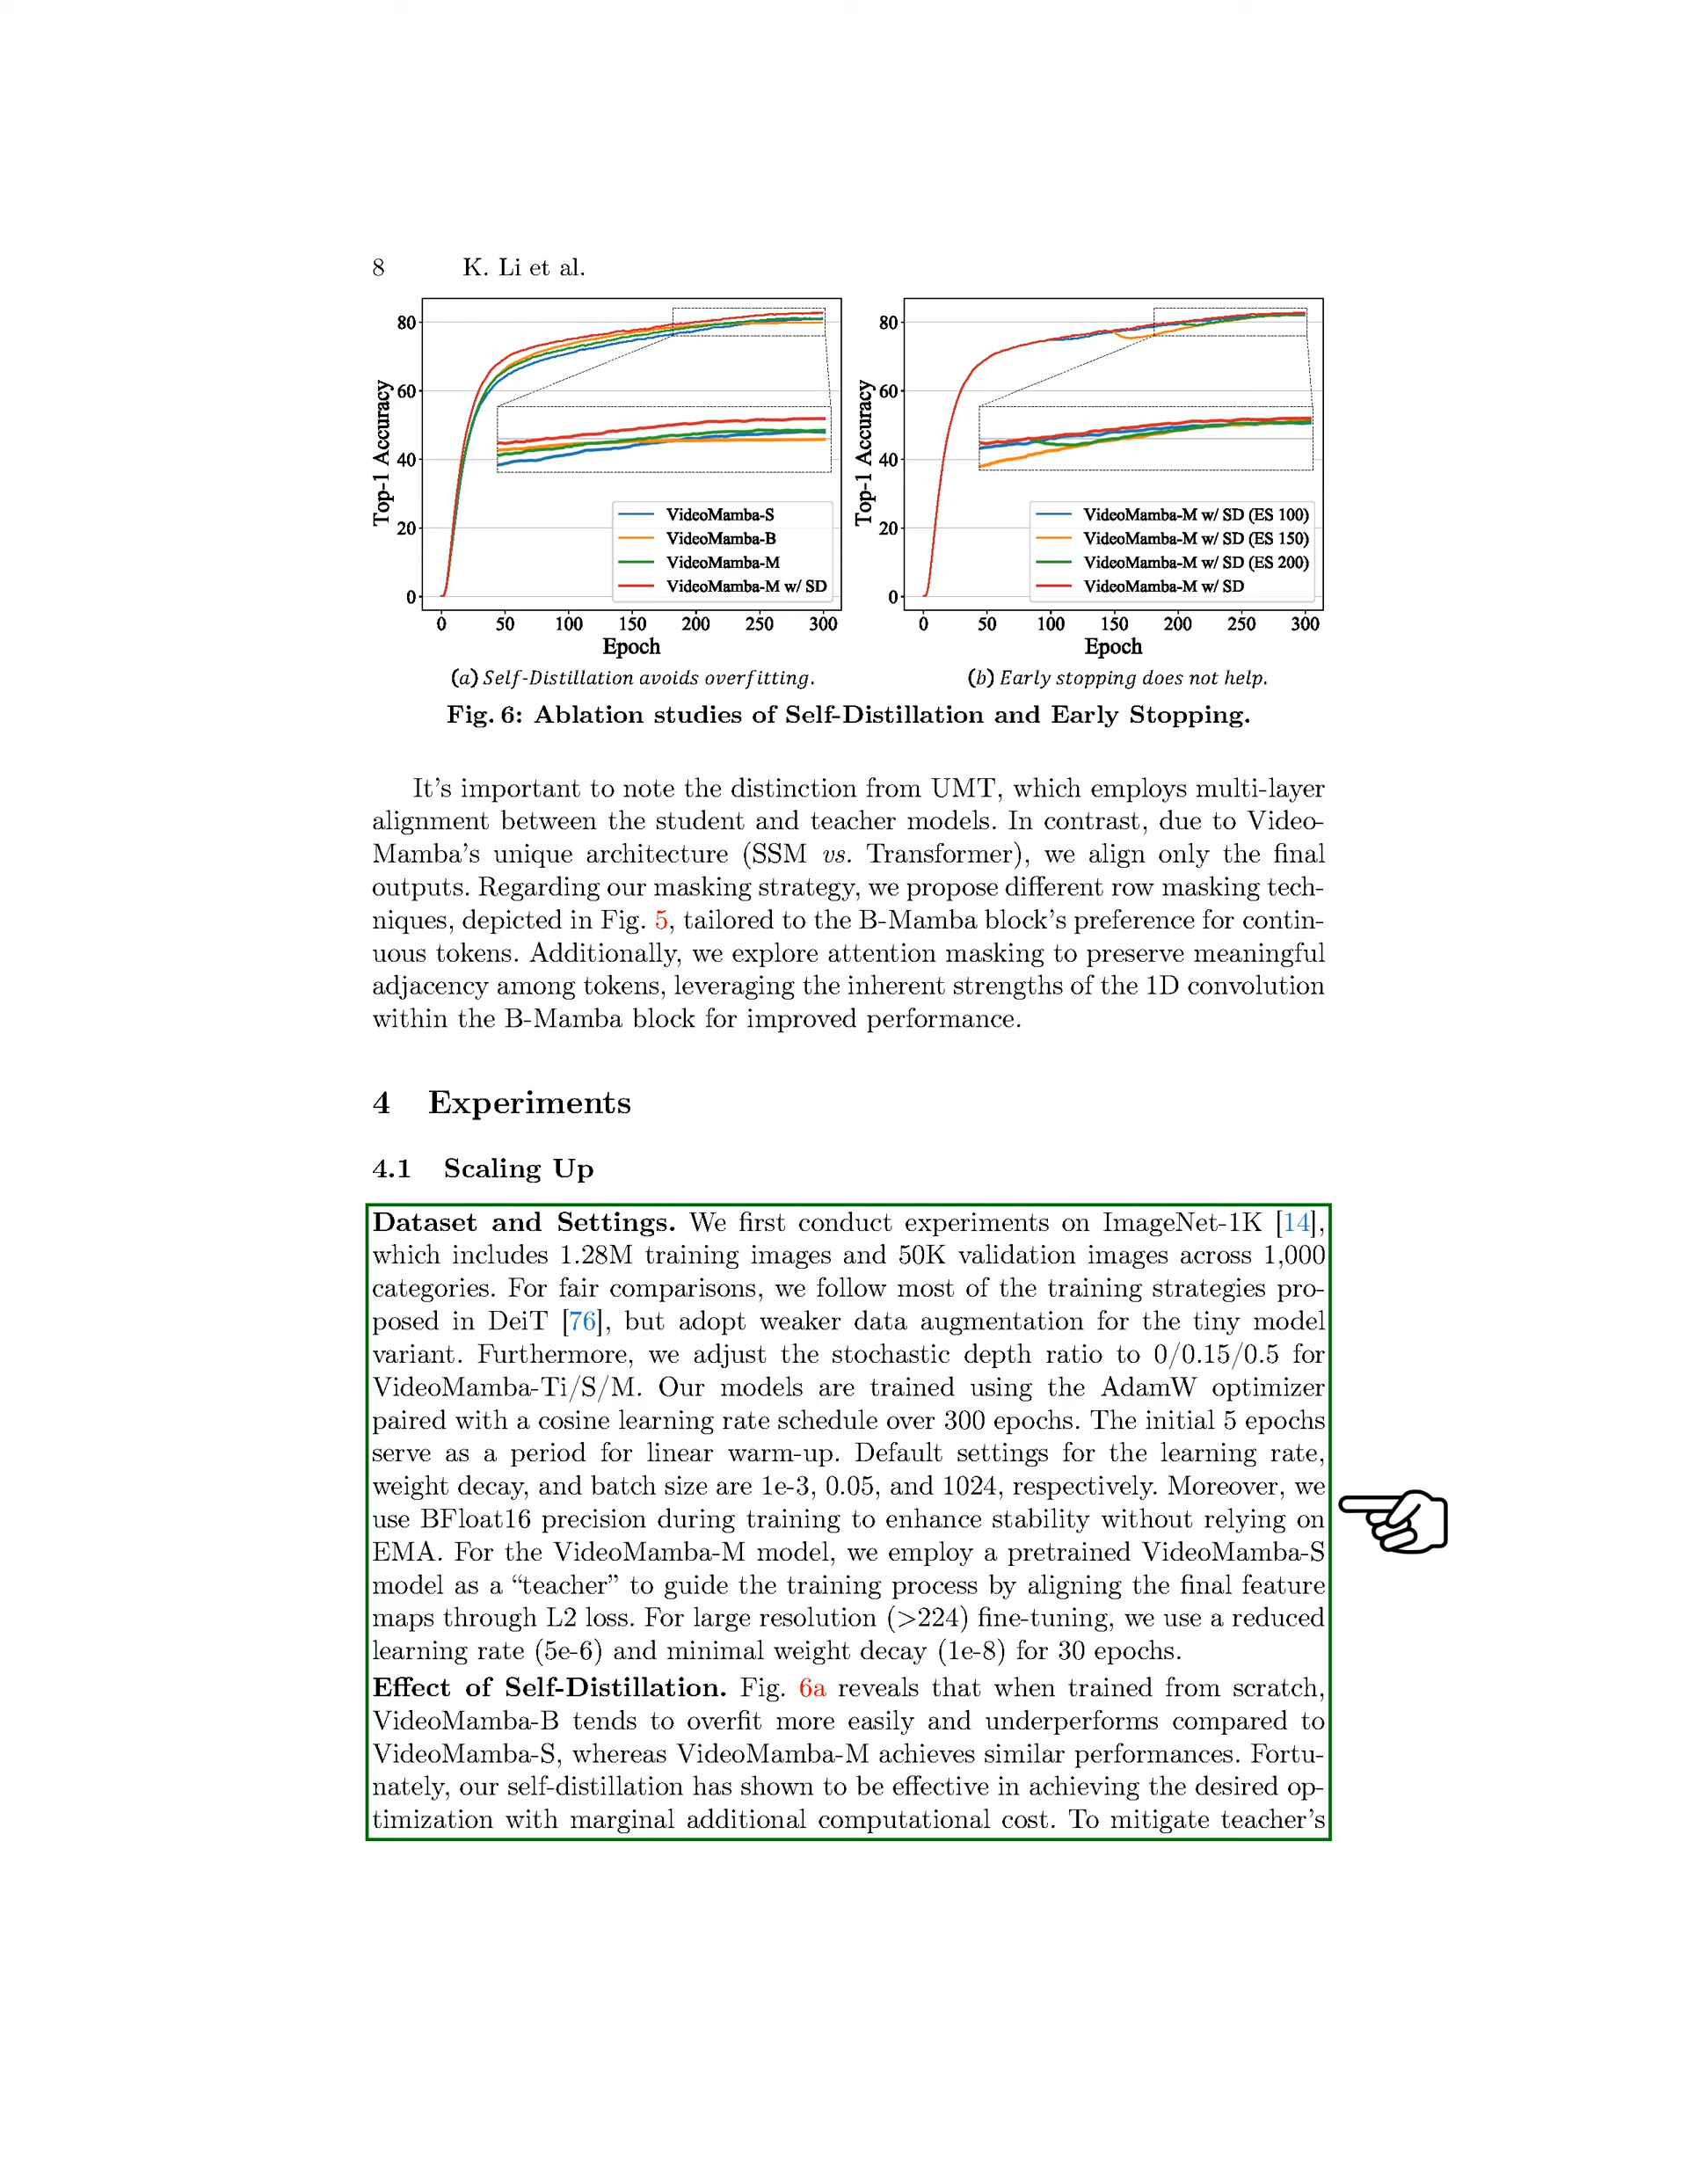 8 K. Li et al.
80
60
40
20
0
Top-1 Accuracy
VideoMamba-S
VideoMamba-B
VideoMamba-M
VideoMamba-M w/ SD
0 50 100 150 200 250 300
Epoch
(a) Self-Distillation avoids overfitting.
80
60
40
20
0
Top-1 Accuracy
VideoMamba-M w/ SD (ES 100)
VideoMamba-M w/ SD (ES 150)
VideoMamba-M w/ SD (ES 200)
VideoMamba-M w/ SD
0 50 100 150 200 250 300
Epoch
(b) Early stopping does not help.
Fig. 6: Ablation studies of Self-Distillation and Early Stopping.
It's important to note the distinction from UMT, which employs multi-layer
alignment between the student and teacher models. In contrast, due to Video-
Mamba's unique architecture (SSM vs. Transformer), we align only the final
outputs. Regarding our masking strategy, we propose different row masking tech-
niques, depicted in Fig. 5, tailored to the B-Mamba block's preference for contin-
uous tokens. Additionally, we explore attention masking to preserve meaningful
adjacency among tokens, leveraging the inherent strengths of the 1D convolution
within the B-Mamba block for improved performance.
4 Experiments
4.1 Scaling Up
Dataset and Settings. We first conduct experiments on ImageNet-1K [14],
which includes 1.28M training images and 50K validation images across 1,000
categories. For fair comparisons, we follow most of the training strategies pro-
posed in DeiT [76], but adopt weaker data augmentation for the tiny model
variant. Furthermore, we adjust the stochastic depth ratio to 0/0.15/0.5 for
VideoMamba-Ti/S/M. Our models are trained using the AdamW optimizer
paired with a cosine learning rate schedule over 300 epochs. The initial 5 epochs
serve as a period for linear warm-up. Default settings for the learning rate,
weight decay, and batch size are 1e-3, 0.05, and 1024, respectively. Moreover, we
use BFloat16 precision during training to enhance stability without relying on
EMA. For the VideoMamba-M model, we employ a pretrained VideoMamba-S
model as a “teacher” to guide the training process by aligning the final feature
maps through L2 loss. For large resolution (>224) fine-tuning, we use a reduced
learning rate (5e-6) and minimal weight decay (1e-8) for 30 epochs.
Effect of Self-Distillation. Fig. 6a reveals that when trained from scratch,
VideoMamba-B tends to overfit more easily and underperforms compared to
VideoMamba-S, whereas VideoMamba-M achieves similar performances. Fortu-
nately, our self-distillation has shown to be effective in achieving the desired op-
timization with marginal additional computational cost. To mitigate teacher's